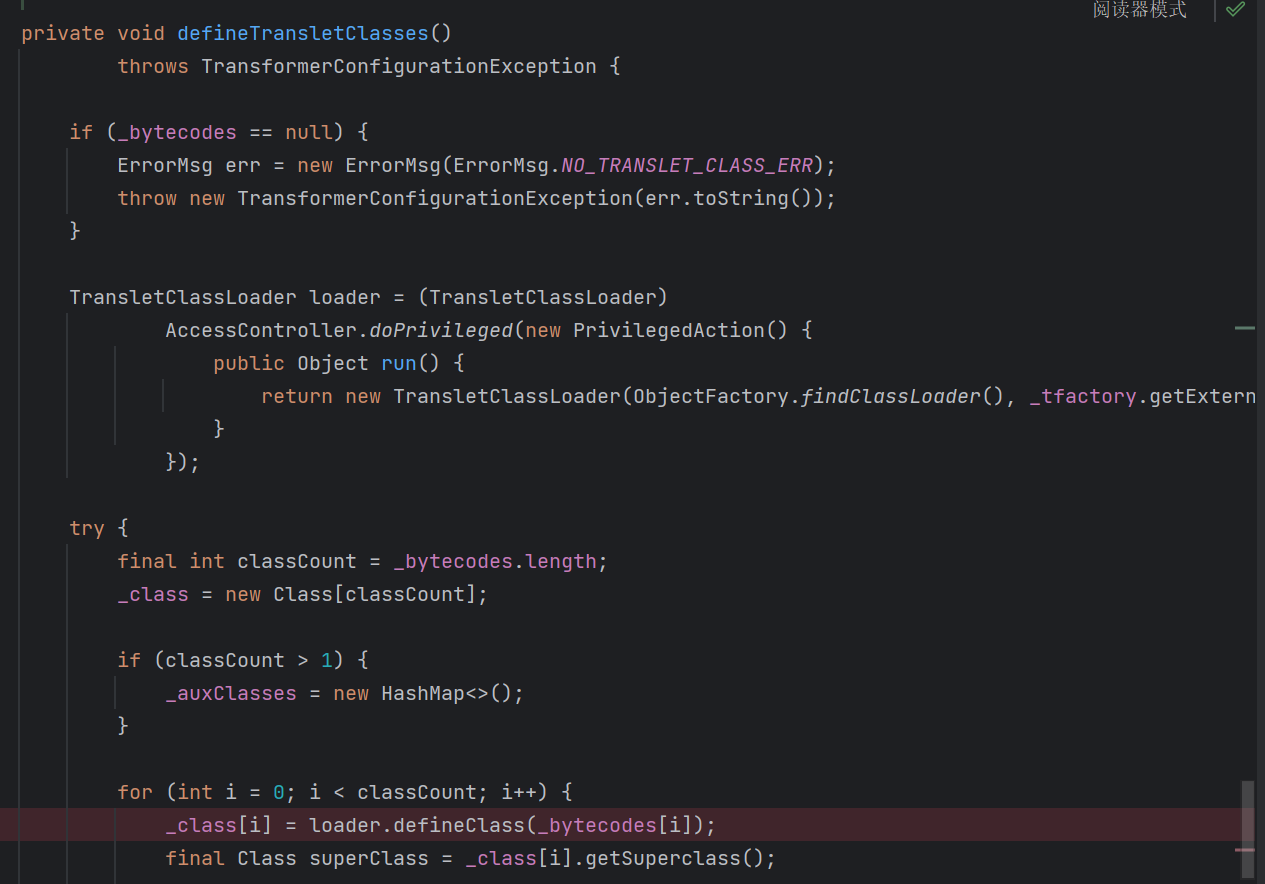 阅读器模式
private void defineTransletClasses()
throws TransformerConfigurationException {
if (_bytecodes == null) {
ErrorMsg err = new ErrorMsg(ErrorMsg.NO_TRANSLET_CLASS_ERR);
throw new TransformerConfigurationException(err.toString());
}
TransletClassLoader loader = (TransletClassLoader)
AccessController.doPrivileged(new PrivilegedAction() {
public Object run() {
return new TransletClassLoader(ObjectFactory.findClassLoader(), _tfactory.getExtern
}
});
try {
final int classCount = _bytecodes.length;
_class = new Class[classCount];
if (classCount > 1) {
_auxClasses = new HashMap<>();
}
for (int i = 0; i < classCount; i++) {
_class[i] = loader.defineClass(_bytecodes[i]);
final Class superClass = _class[i].getSuperclass();